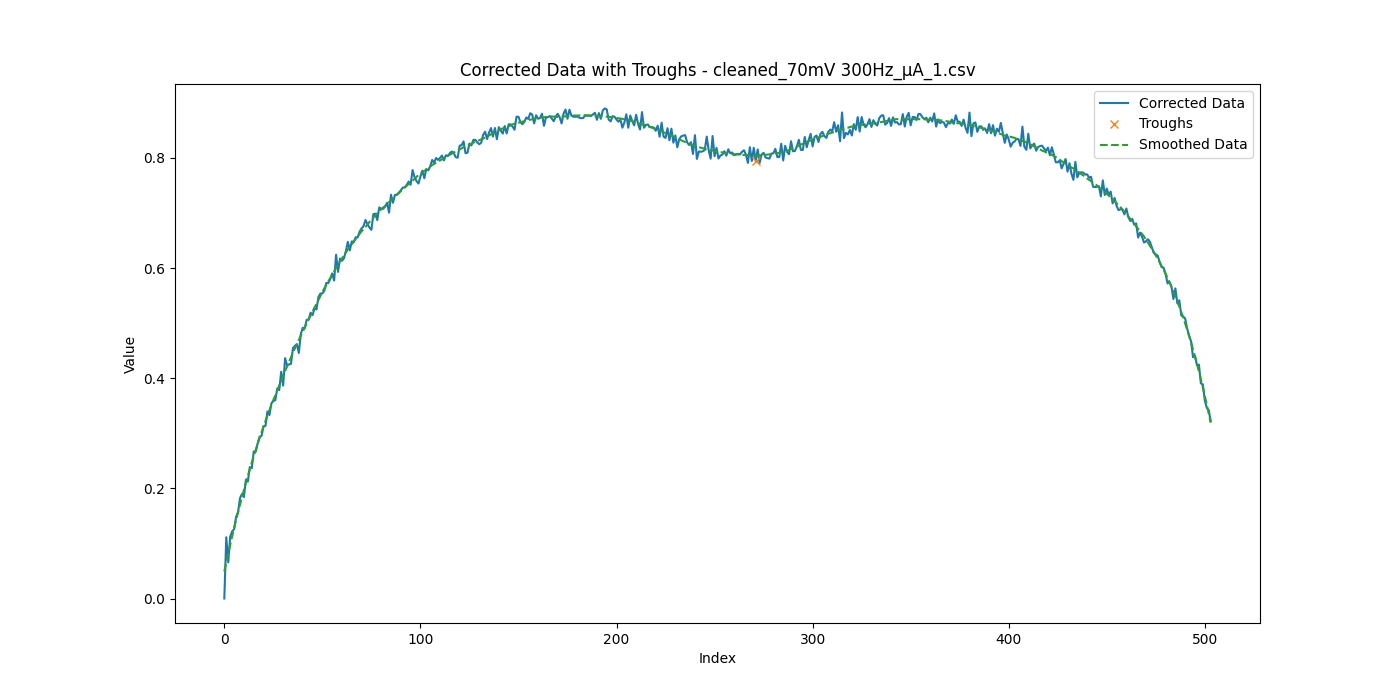 Corrected Data with Troughs - cleaned_70mV 300Hz_µA_1.csv
Corrected Data
Troughs
Smoothed Data
Value
0.8
0.6
0.4
0.2
0.0
0 100 200 300 400 500
Index